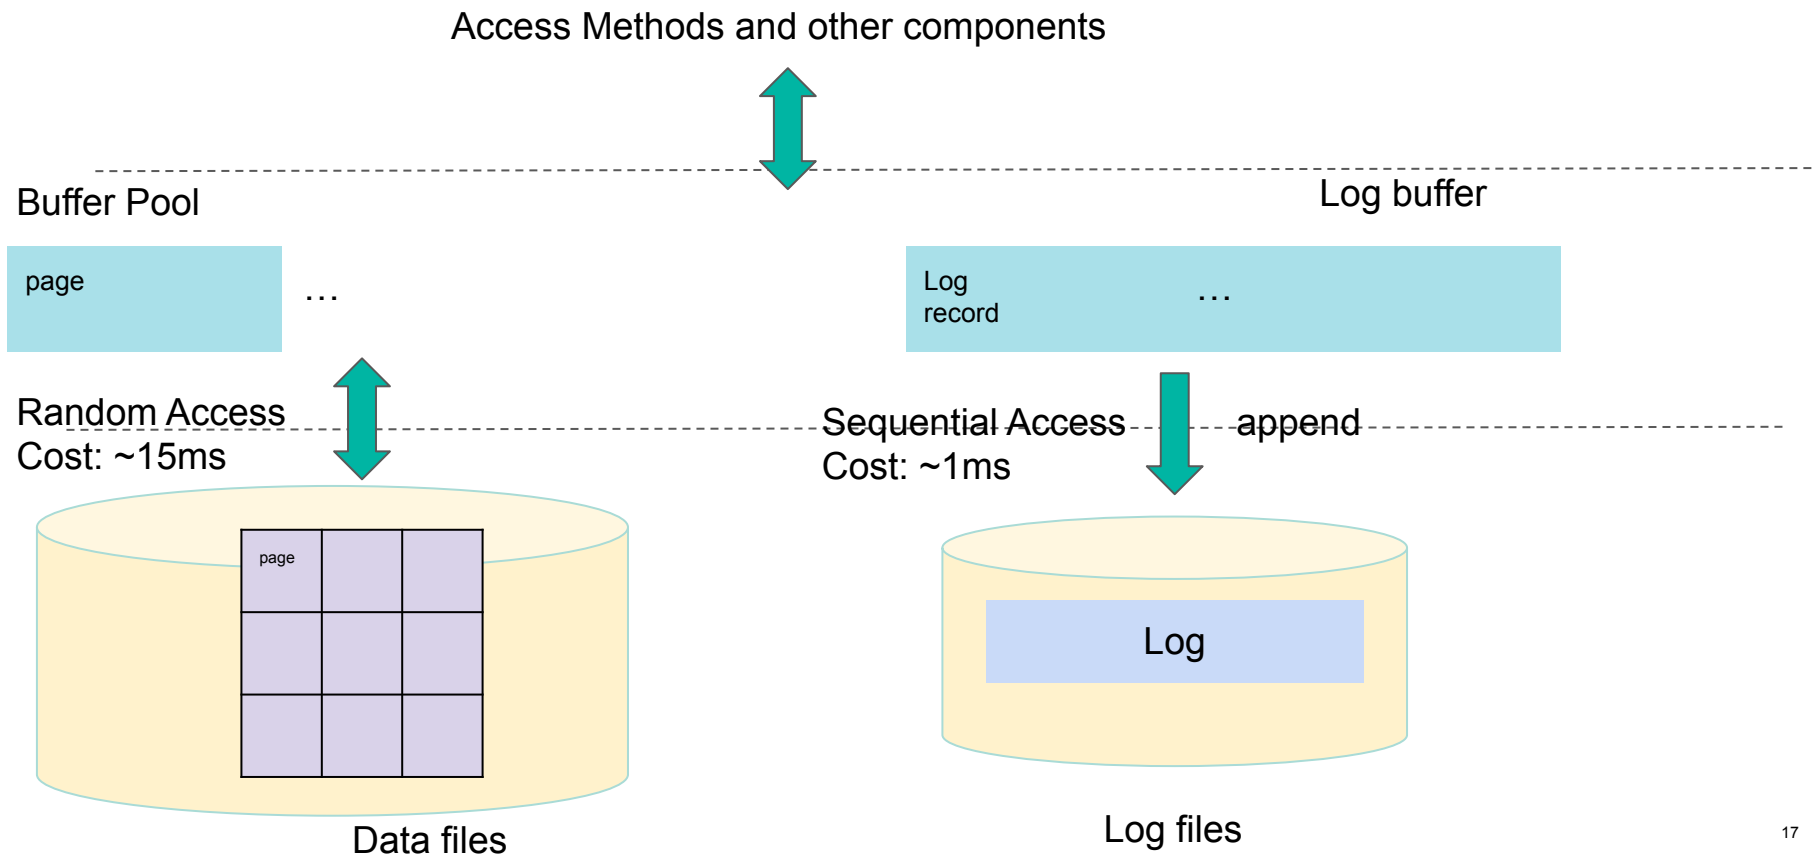 Access Methods and other components
Buffer Pool
Log buffer
page
…
Log
record
…
Random Access
Cost: ~15ms
Sequential Access
Cost: ~1ms
append
page
Log
Data files
Log files
17